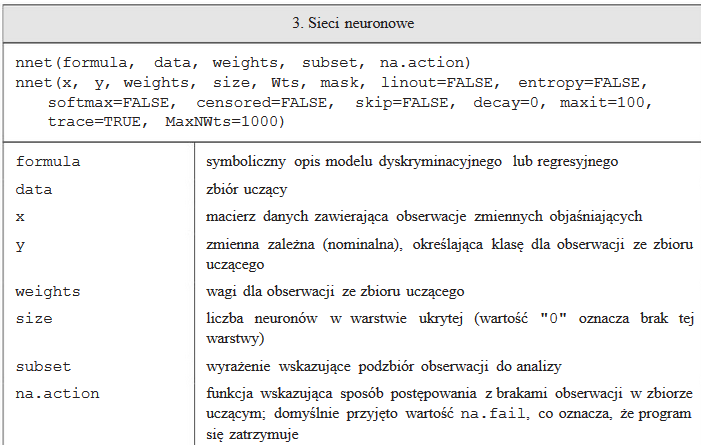 3. Sieci neuronowe
nnet(formula, data, weights, subset, na.action)
nnet(x, y, weights, size, Wts, mask, linout=FALSE, entropy=FALSE,
softmax=FALSE, censored=FALSE, skip=FALSE, decay=0, maxit=100,
trace=TRUE, MaxNWts=1000)
formula symboliczny opis modelu dyskryminacyjnego lub regresyjnego
data zbiór uczący
x macierz danych zawierająca obserwacje zmiennych objaśniających
y zmienna zależna (nominalna), określająca klasę dla obserwacji ze zbioru
uczącego
weights wagi dla obserwacji ze zbioru uczącego
size liczba neuronów w warstwie ukrytej (wartość "0" oznacza brak tej
warstwy)
subset wyrażenie wskazujące podzbiór obserwacji do analizy
na.action funkcja wskazująca sposób postępowania z brakami obserwacji w zbiorze
uczącym; domyślnie przyjęto wartość na.fail, co oznacza, że program
się zatrzymuje